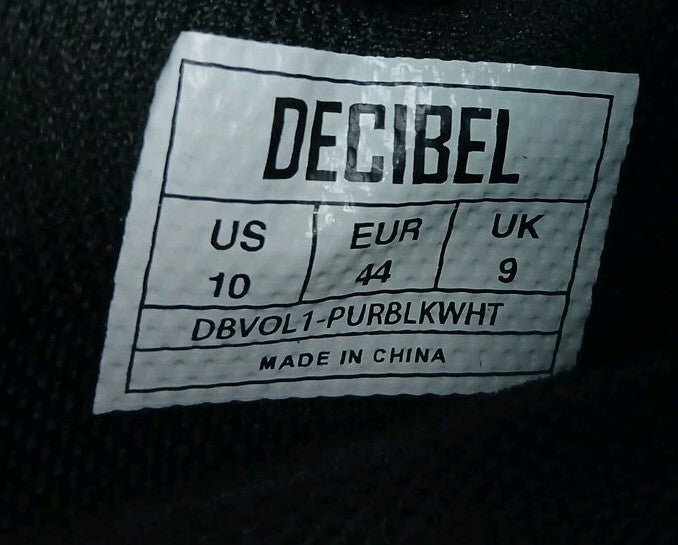 DECIBEL
US EUR UK
10 44 9
DBVOL1-PURBLKWHT
MADE IN CHINA